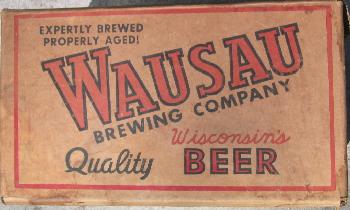 EXPERTLY BREWED
PROPERLY AGED!
WAUSAU
BREWING COMPANY
Wisconsin's
Quality BEER